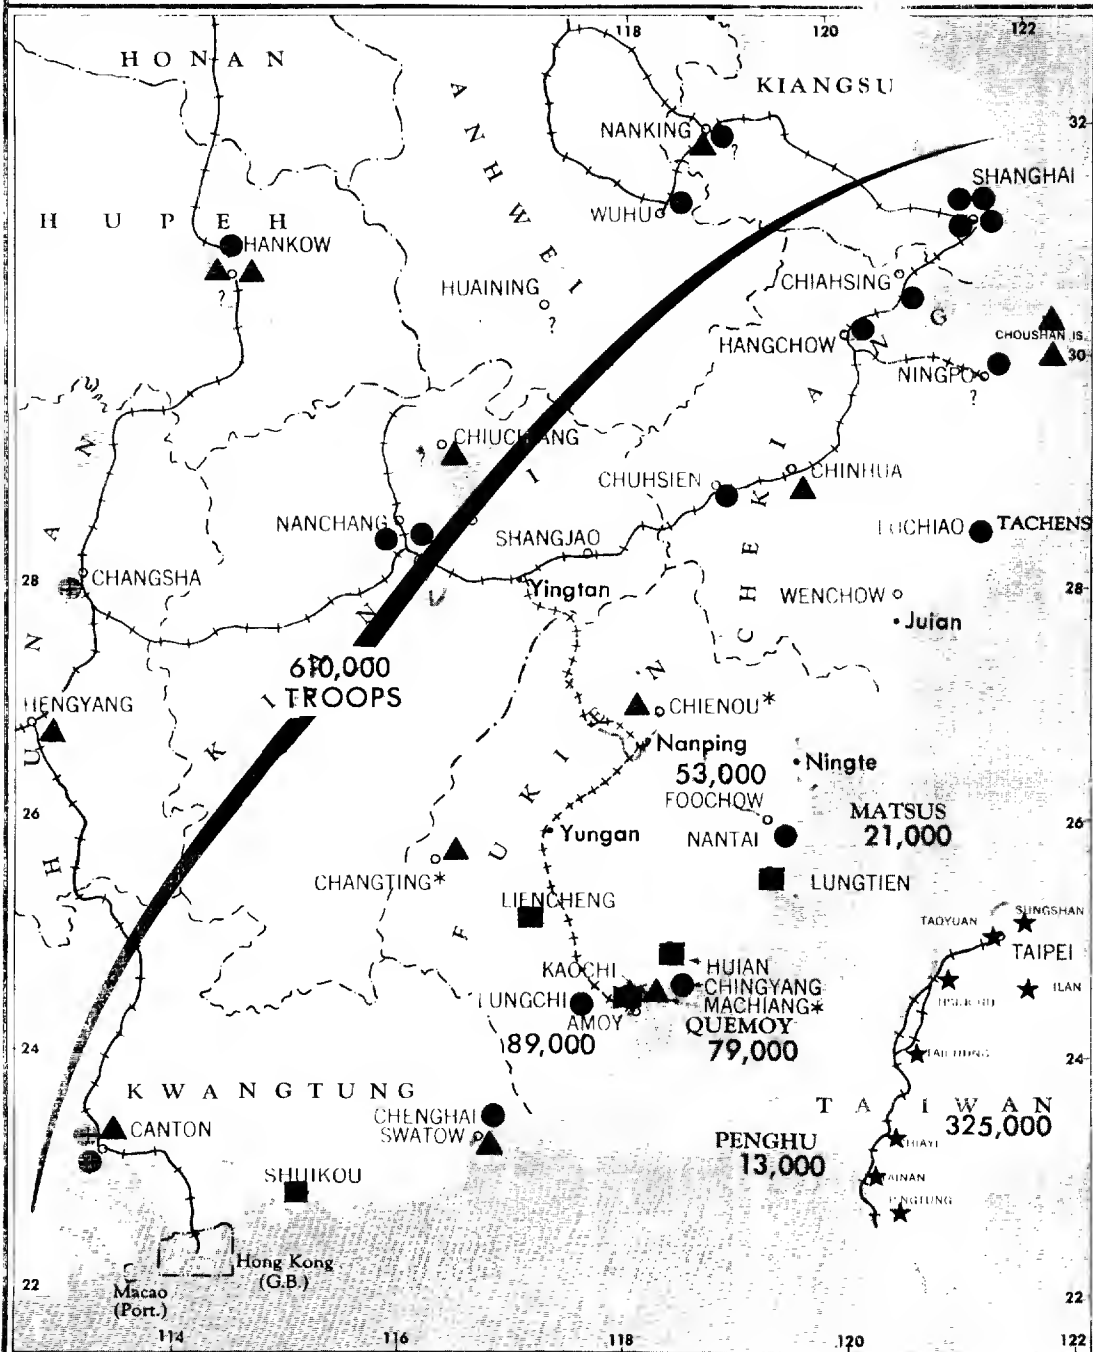 118 120 122
HONAN
KIANGSU
ANHWEI
NANKING
32
?
SHANGHAI
WUHU
HUPEH
HANKOW
?
HUAINING
?
CHIAHSING
HANGCHOW
CHOUSHAN IS.
30
NINGPO
?
CHIUCHIANG
?
CHUHSIEN
CHINHUA
NANCHANG
SHANGJAO
TACHENS
28
CHANGSHA
Yingtan
WENCHOW
28
Juian
CHEKIANG
610,000
TROOPS
HUNAN
HENGYANG
CHIENOU*
Nanping
53,000
Ningte
FOOCHOW
26
MATSUS
21,000
26
NANTAI
Yungan
CHANGTING*
LUNGTIEN
FUKIEN
LIENCHENG
TAOYUAN
SUNGSHAN
TAIPEI
KAOCHI
HUIAN
CHINGYANG
MACHIANG*
ILAN
LUNGCHI
AMOY
QUEMOY
79,000
89,000
24
24
KWANGTUNG
CHENGHAI
SWATOW
CANTON
TAIWAN
325,000
PENGHU
13,000
SHUIKOU
Hong Kong
(G.B.)
Macao
(Port.)
22
22
114 116 118 120 122